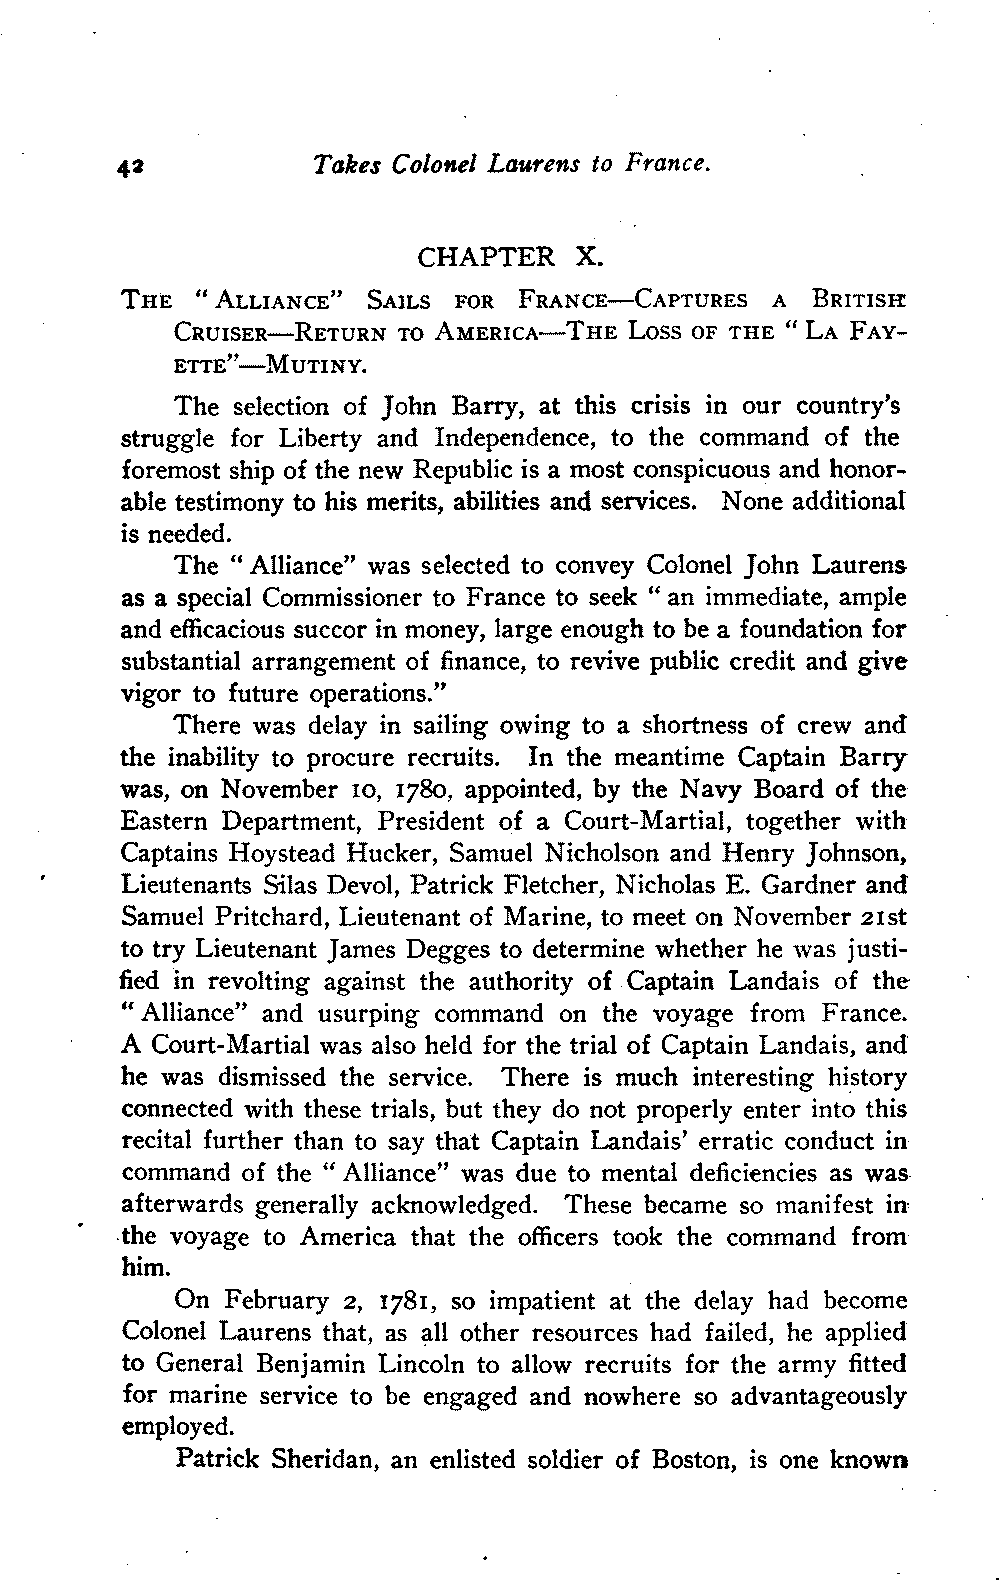 42 Takes Colonel Laurens to France.
CHAPTER X.
THE "ALLIANCE" SAILS FOR FRANCE—CAPTURES A BRITISH
CRUISER—RETURN TO AMERICA—THE LOSS OF THE "LA FAY-
ETTE"—MUTINY.
The selection of John Barry, at this crisis in our country's
struggle for Liberty and Independence, to the command of the
foremost ship of the new Republic is a most conspicuous and honor-
able testimony to his merits, abilities and services. None additional
is needed.
The "Alliance" was selected to convey Colonel John Laurens
as a special Commissioner to France to seek "an immediate, ample
and efficacious succor in money, large enough to be a foundation for
substantial arrangement of finance, to revive public credit and give
vigor to future operations."
There was delay in sailing owing to a shortness of crew and
the inability to procure recruits. In the meantime Captain Barry
was, on November 10, 1780, appointed, by the Navy Board of the
Eastern Department, President of a Court-Martial, together with
Captains Hoystead Hucker, Samuel Nicholson and Henry Johnson,
Lieutenants Silas Devol, Patrick Fletcher, Nicholas E. Gardner and
Samuel Pritchard, Lieutenant of Marine, to meet on November 21st
to try Lieutenant James Degges to determine whether he was justi-
fied in revolting against the authority of Captain Landais of the
"Alliance" and usurping command on the voyage from France.
A Court-Martial was also held for the trial of Captain Landais, and
he was dismissed the service. There is much interesting history
connected with these trials, but they do not properly enter into this
recital further than to say that Captain Landais' erratic conduct in
command of the "Alliance" was due to mental deficiencies as was
afterwards generally acknowledged. These became so manifest in
the voyage to America that the officers took the command from
him.
On February 2, 1781, so impatient at the delay had become
Colonel Laurens that, as all other resources had failed, he applied
to General Benjamin Lincoln to allow recruits for the army fitted
for marine service to be engaged and nowhere so advantageously
employed.
Patrick Sheridan, an enlisted soldier of Boston, is one known